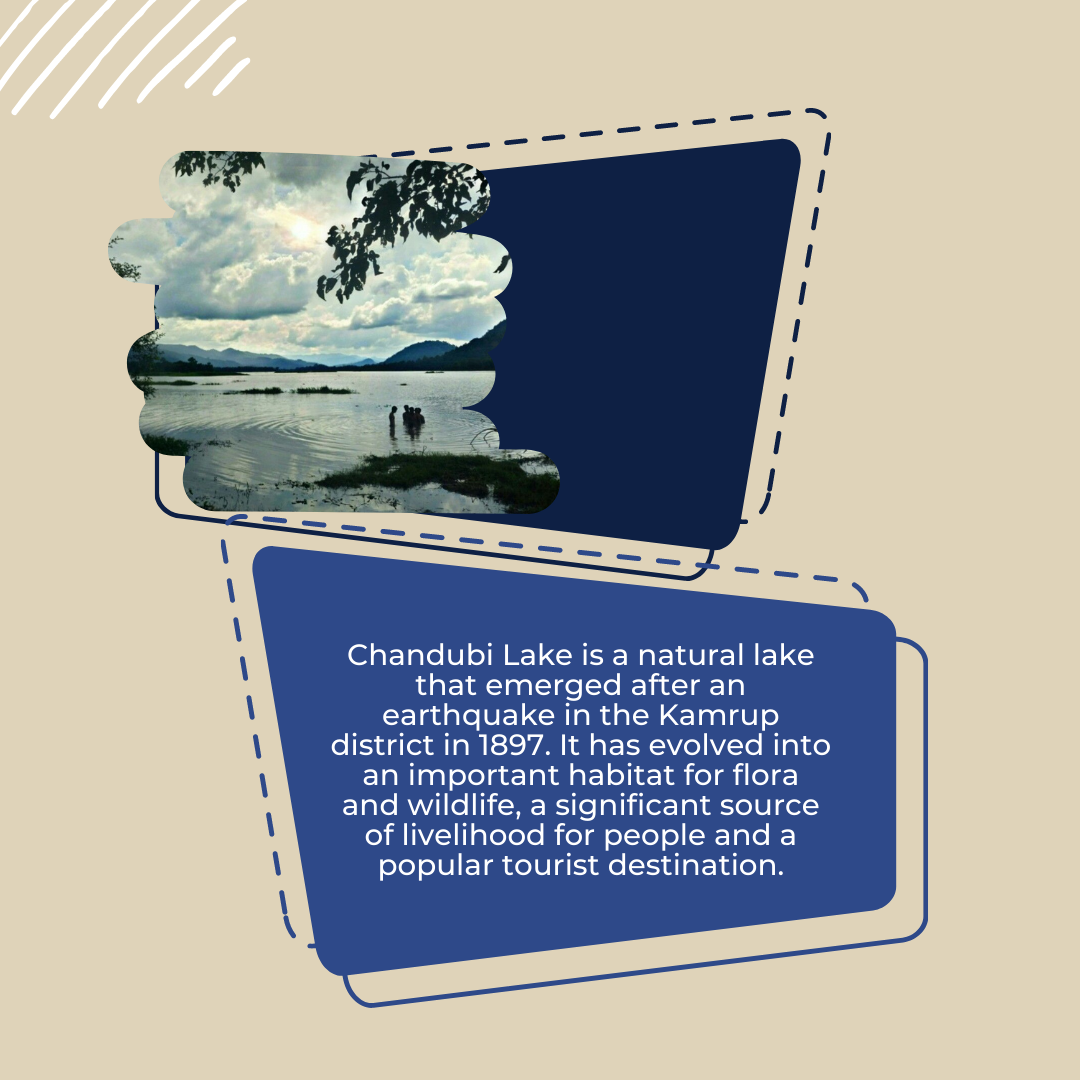 Chandubi Lake is a natural lake
that emerged after an
earthquake in the Kamrup
district in 1897. It has evolved into
an important habitat for flora
and wildlife, a significant source
of livelihood for people and a
popular tourist destination.